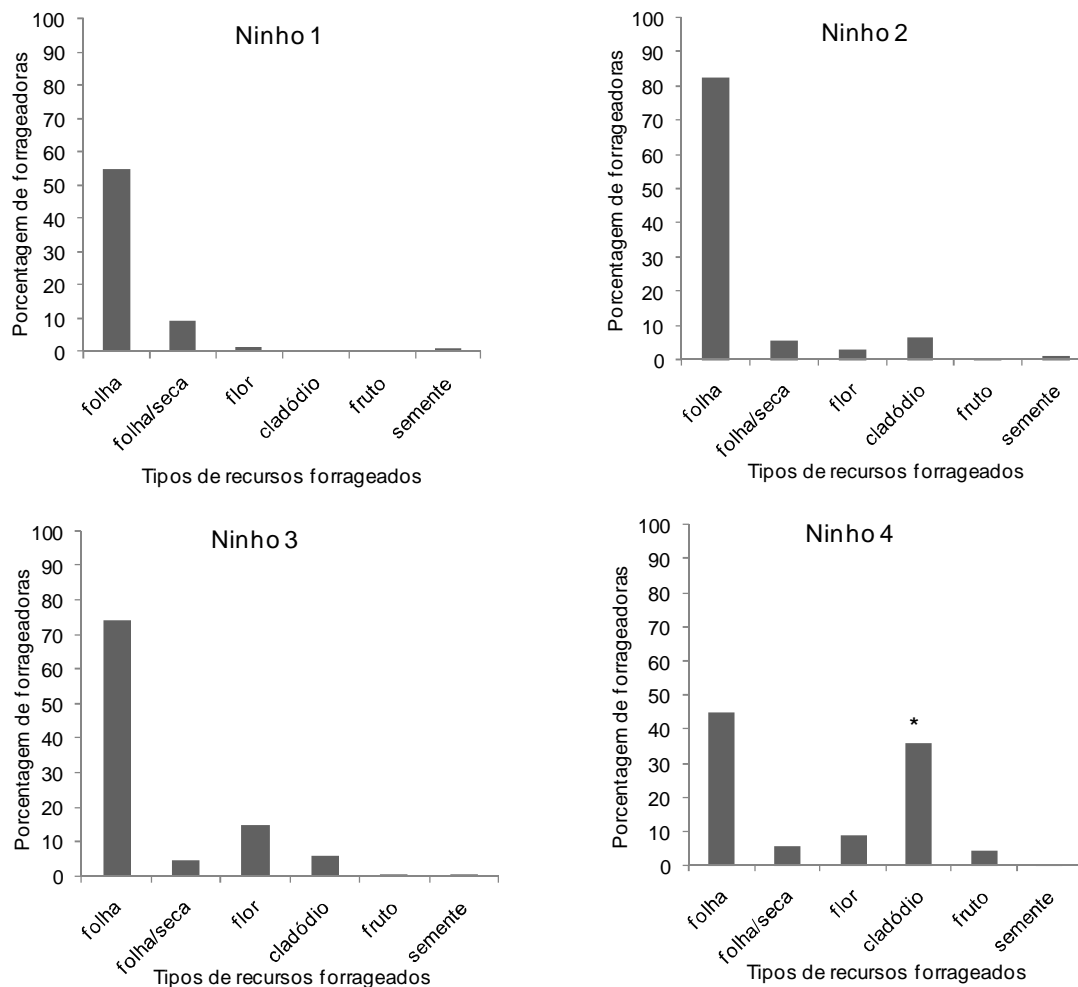 Ninho 1
Porcentagem de forrageadoras
100
90
80
70
60
50
40
30
20
10
0
folha
folha/seca
flor
cladódio
fruto
semente
Tipos de recursos forrageados
Ninho 2
Porcentagem de forrageadoras
100
90
80
70
60
50
40
30
20
10
0
folha
folha/seca
flor
cladódio
fruto
semente
Tipos de recursos forrageados
Ninho 3
Porcentagem de forrageadoras
100
90
80
70
60
50
40
30
20
10
0
folha
folha/seca
flor
cladódio
fruto
semente
Tipos de recursos forrageados
Ninho 4
Porcentagem de forrageadoras
100
90
80
70
60
50
40
30
20
10
0
*
folha
folha/seca
flor
cladódio
fruto
semente
Tipos de recursos forrageados